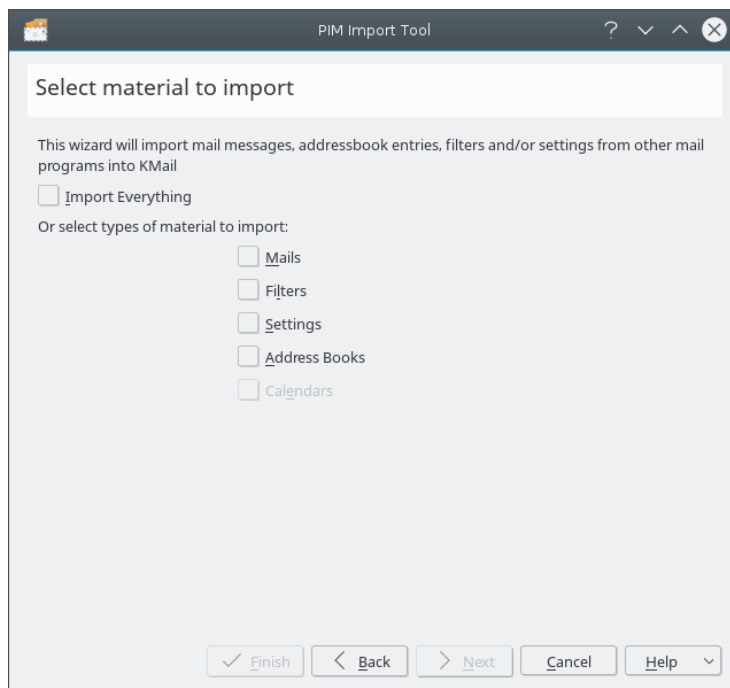 PIM Import Tool
Select material to import
This wizard will import mail messages, addressbook entries, filters and/or settings from other mail
programs into KMail
Import Everything
Or select types of material to import:
Mails
Filters
Settings
Address Books
Calendars
Finish Back Next Cancel Help